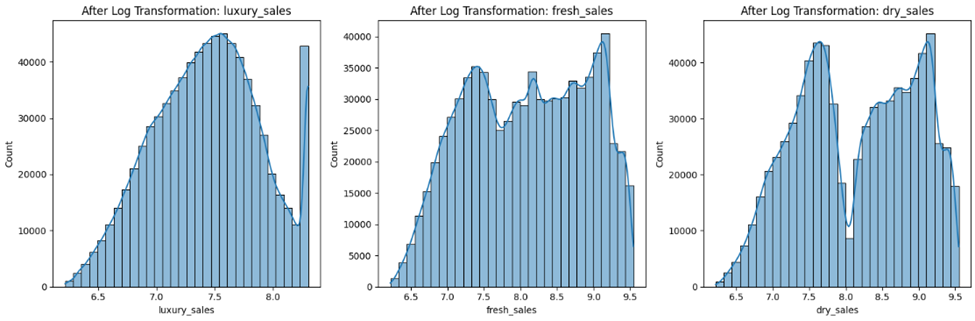 After Log Transformation: luxury_sales
Count
40000
30000
20000
10000
0
6.5 7.0 7.5 8.0
luxury_sales
After Log Transformation: fresh_sales
Count
40000
35000
30000
25000
20000
15000
10000
5000
0
6.5 7.0 7.5 8.0 8.5 9.0 9.5
fresh_sales
After Log Transformation: dry_sales
Count
40000
30000
20000
10000
0
6.5 7.0 7.5 8.0 8.5 9.0 9.5
dry_sales